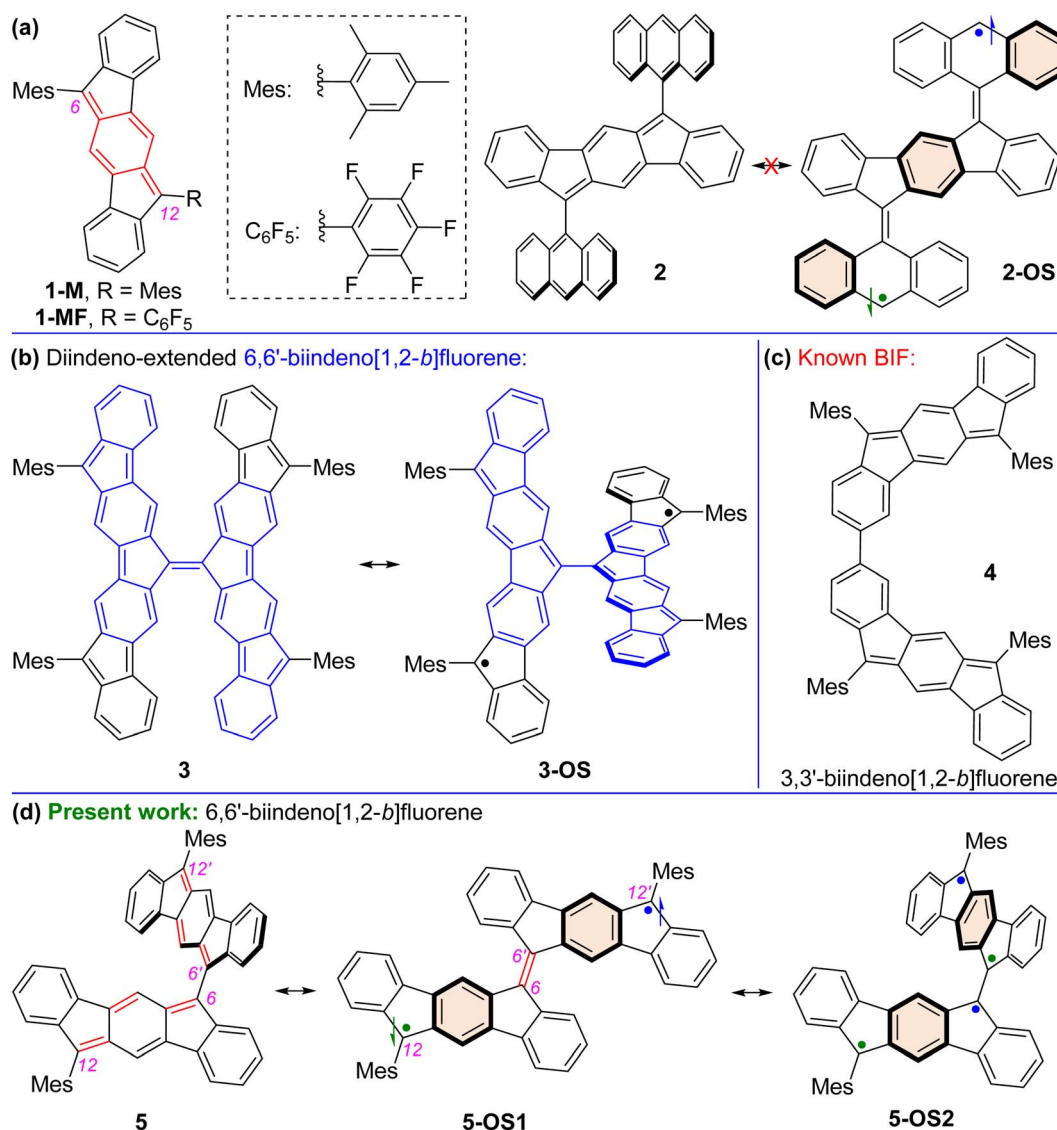 (a)
Mes
6
12
R
1-M, R = Mes
1-MF, R = C6F5
Mes:
C6F5:
F
F
F
F
F
2
X
2-OS
(b) Diindeno-extended 6,6'-biindeno[1,2-b]fluorene:
Mes
Mes
Mes
Mes
3
Mes
Mes
Mes
Mes
3-OS
(c) Known BIF:
Mes
Mes
4
Mes
Mes
3,3'-biindeno[1,2-b]fluorene
(d) Present work: 6,6'-biindeno[1,2-b]fluorene
Mes
12'
6'
6
12
Mes
5
Mes
12'
6'
6
12
Mes
5-OS1
Mes
Mes
5-OS2